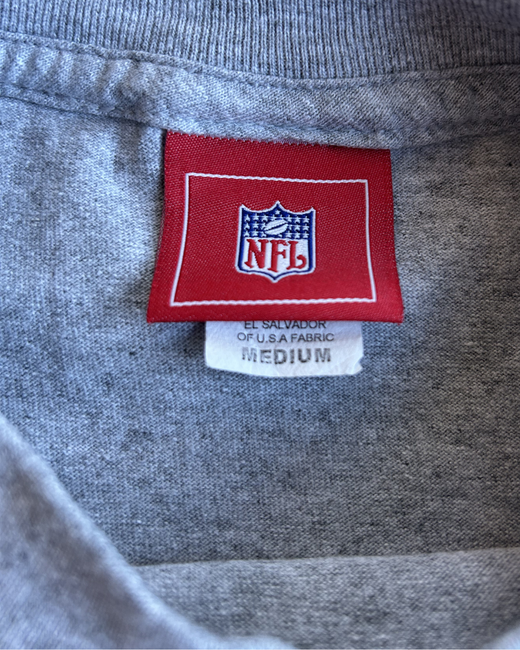 NFL
EL SALVADOR
OF U.S.A FABRIC
MEDIUM